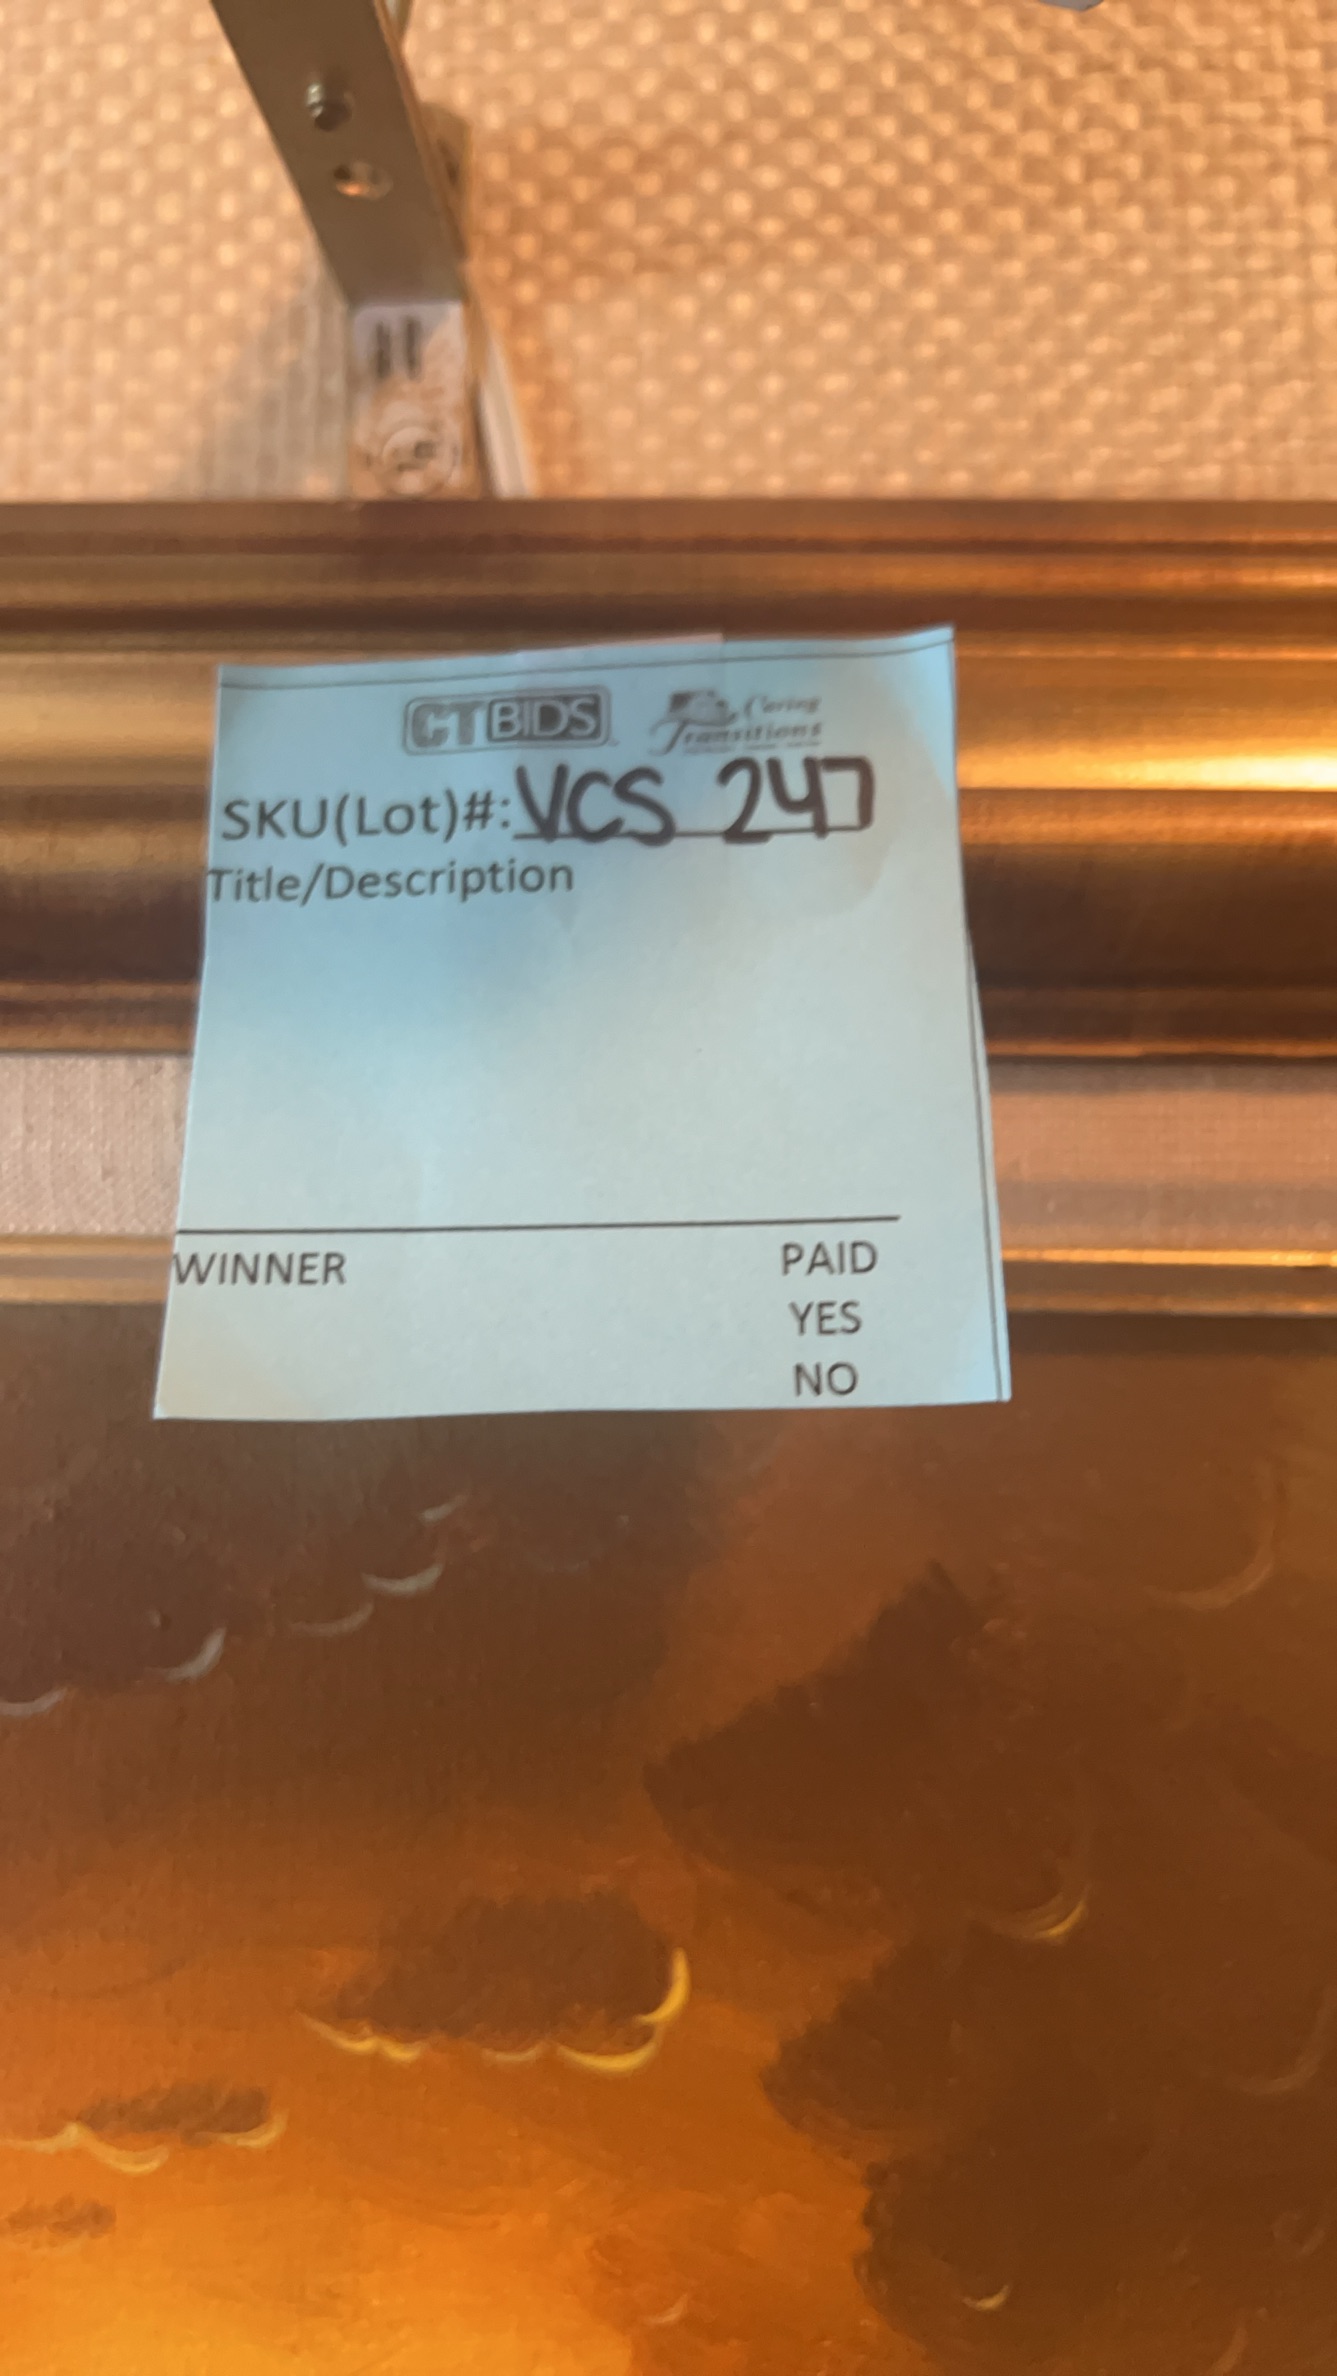 CTBIDS Caring Transitions
SKU(Lot)#: VCS 247
Title/Description
WINNER PAID
YES
NO